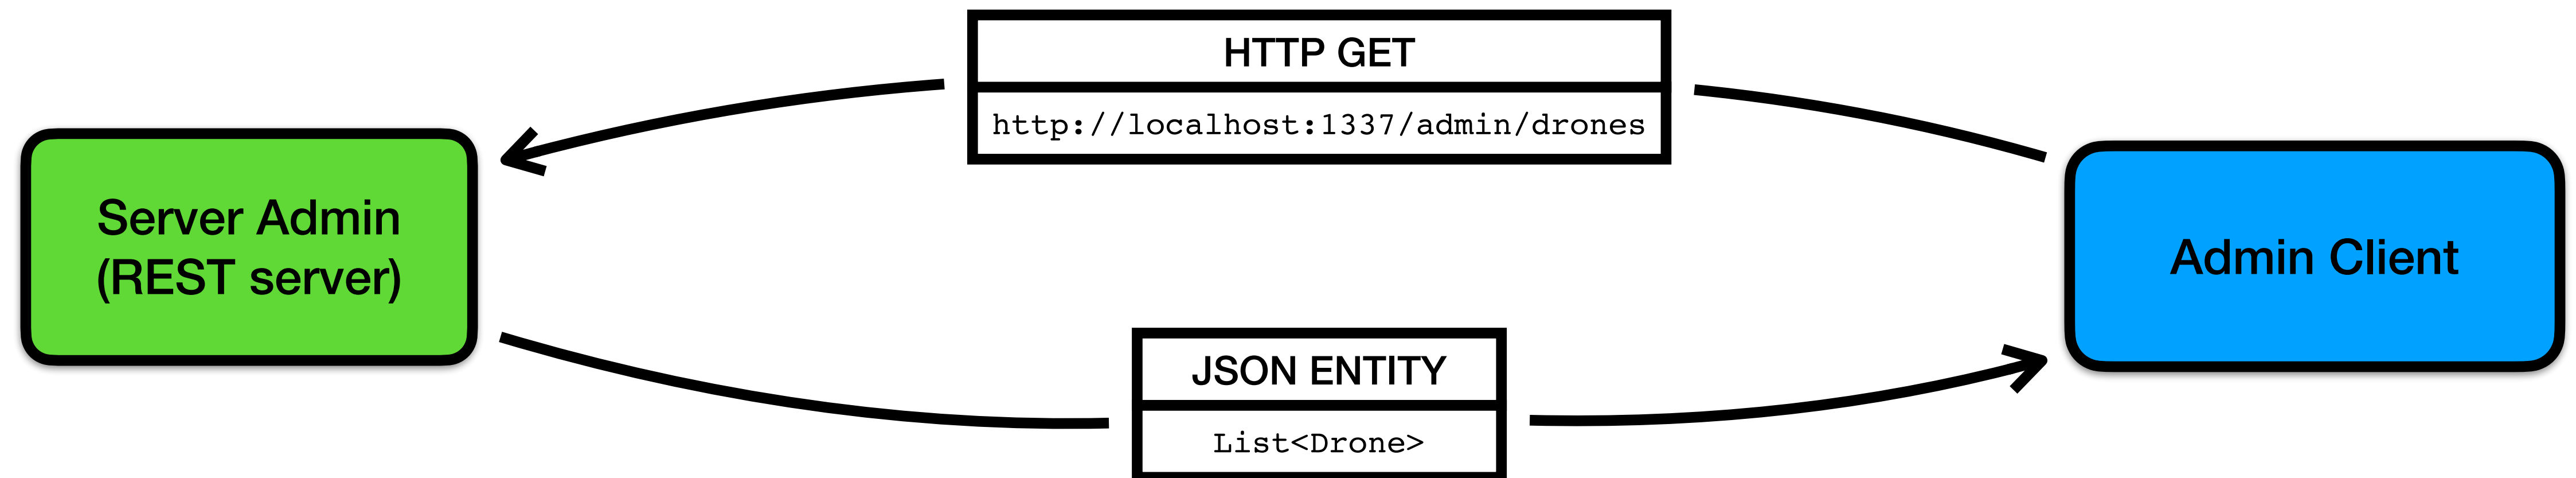 HTTP GET
http://localhost:1337/admin/drones
Server Admin
(REST server)
Admin Client
JSON ENTITY
List<Drone>